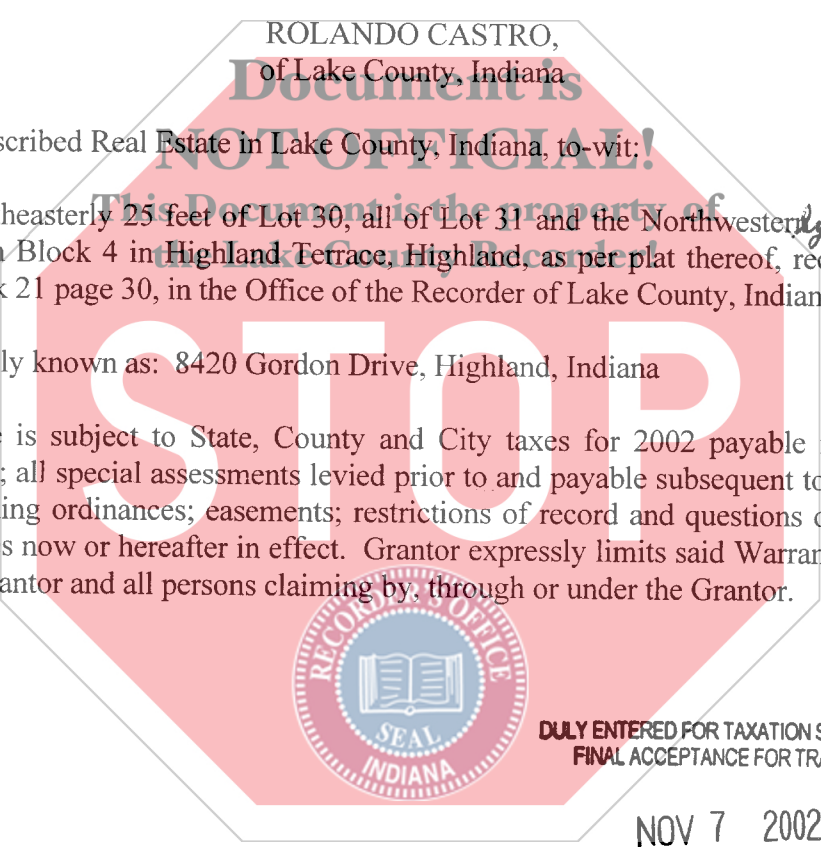 ROLANDO CASTRO,
of Lake County, Indiana
Document is
scribed Real Estate in Lake County, Indiana, to-wit:
NOT OFFICIAL!
This Document is the property of
heasterly 25 feet of Lot 30, all of Lot 31 and the Northwesterly
Block 4 in Highland Terrace, Highland, as per plat thereof, rec
the Lake County Recorder!
21 page 30, in the Office of the Recorder of Lake County, Indian
STOP
ly known as: 8420 Gordon Drive, Highland, Indiana
is subject to State, County and City taxes for 2002 payable
; all special assessments levied prior to and payable subsequent to
ing ordinances; easements; restrictions of record and questions o
s now or hereafter in effect. Grantor expressly limits said Warran
antor and all persons claiming by, through or under the Grantor.
RECORDER'S OFFICE
SEAL
INDIANA
DULY ENTERED FOR TAXATION S
FINAL ACCEPTANCE FOR TRA
NOV 7 2002